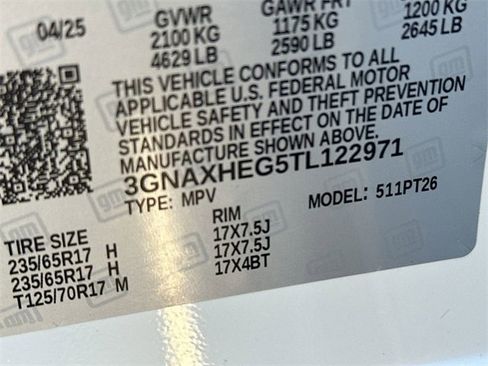 04/25 GVWR GAWR FRT
2100 KG 1175 KG 1200 KG
4629 LB 2590 LB 2645 LB
THIS VEHICLE CONFORMS TO ALL
APPLICABLE U.S. FEDERAL MOTOR
VEHICLE SAFETY AND THEFT PREVENTION
STANDARDS IN EFFECT ON THE DATE OF
MANUFACTURE SHOWN ABOVE.
3GNAXHEG5TL122971
TYPE: MPV MODEL: 511PT26
TIRE SIZE RIM
235/65R17 H 17X7.5J
235/65R17 H 17X7.5J
T125/70R17 M 17X4BT
gm